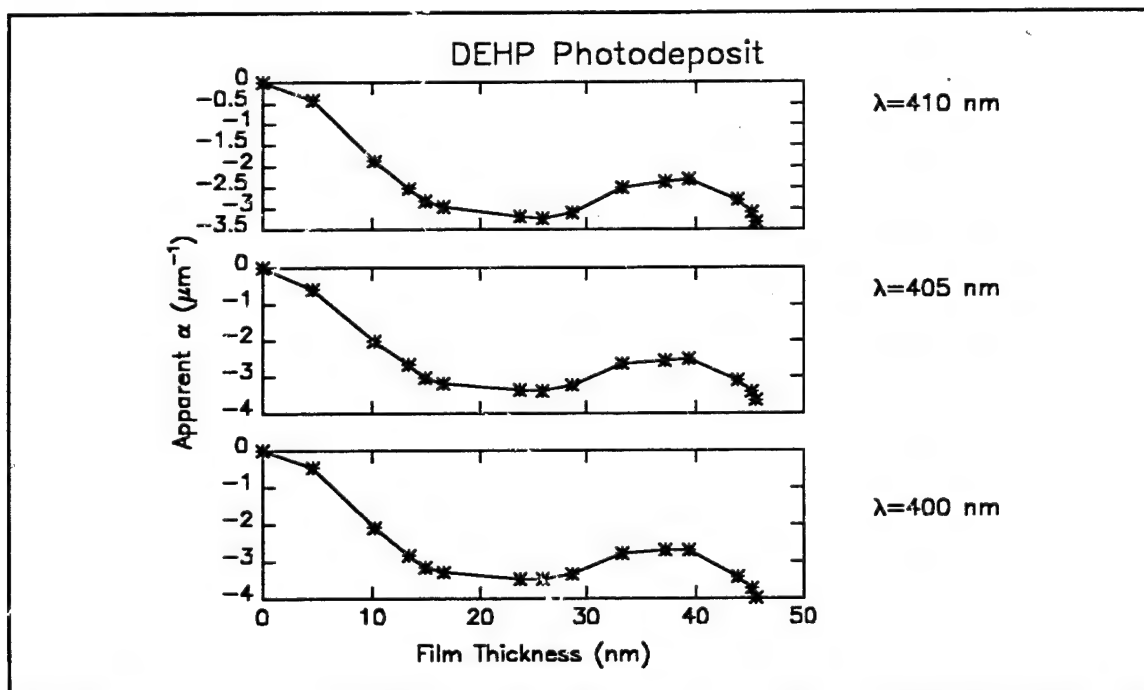 DEHP Photodeposit
0
-0.5
-1
-1.5
-2
-2.5
-3
-3.5
λ=410 nm
0
-1
-2
-3
-4
λ=405 nm
Apparent α (μm⁻¹)
0
-1
-2
-3
-4
λ=400 nm
0 10 20 30 40 50
Film Thickness (nm)